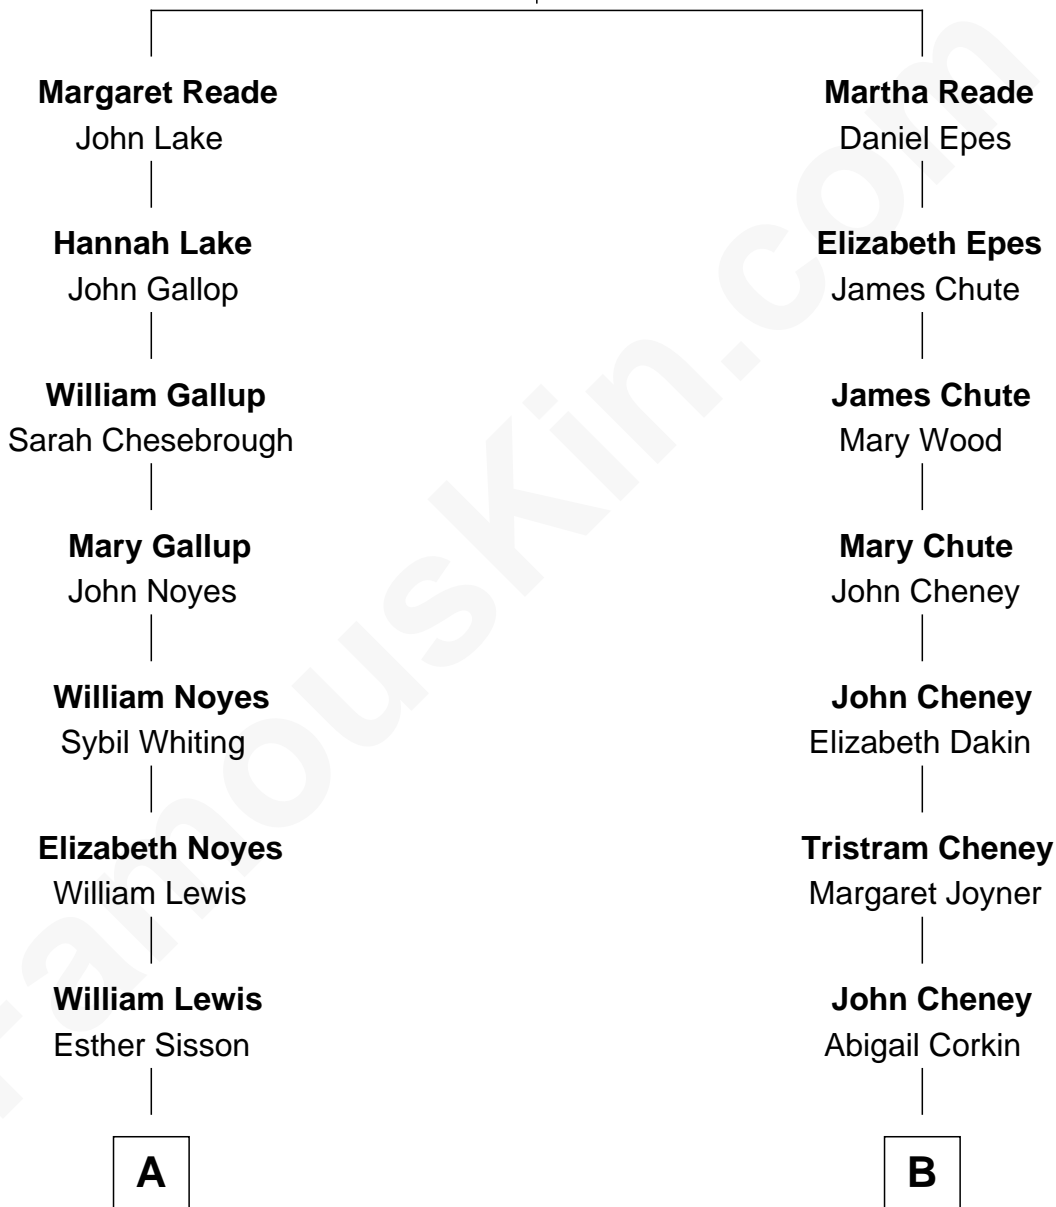 Margaret Reade
John Lake
Hannah Lake
John Gallop
William Gallup
Sarah Chesebrough
Mary Gallup
John Noyes
William Noyes
Sybil Whiting
Elizabeth Noyes
William Lewis
William Lewis
Esther Sisson
A
Martha Reade
Daniel Epes
Elizabeth Epes
James Chute
James Chute
Mary Wood
Mary Chute
John Cheney
John Cheney
Elizabeth Dakin
Tristram Cheney
Margaret Joyner
John Cheney
Abigail Corkin
B
FamousKin.com